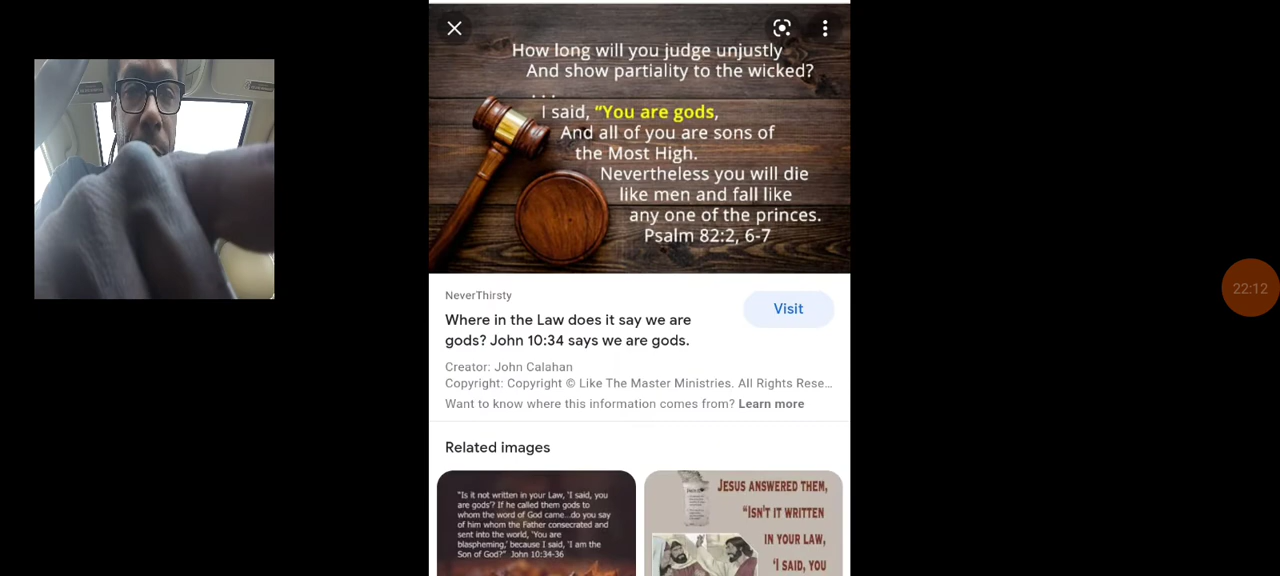 How long will you judge unjustly
And show partiality to the wicked?
. . .
I said, “You are gods,
And all of you are sons of
the Most High.
Nevertheless you will die
like men and fall like
any one of the princes.
Psalm 82:2, 6-7
NeverThirsty
Visit
Where in the Law does it say we are
gods? John 10:34 says we are gods.
Creator: John Calahan
Copyright: Copyright © Like The Master Ministries. All Rights Rese...
Want to know where this information comes from? Learn more
Related images
"Is it not written in your Law, 'I said, you
are gods'? If he called them gods to
whom the word of God came...do you say
of him whom the Father consecrated and
sent into the world, 'You are
blaspheming,' because I said, 'I am the
Son of God?" John 10:34-36
JESUS ANSWERED THEM,
"ISN'T IT WRITTEN
IN YOUR LAW,
'I SAID, YOU
22:12